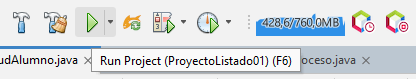 428,6/760,0MB
udAlumno.java
Run Project (ProyectoListado01) (F6)
oceso.java